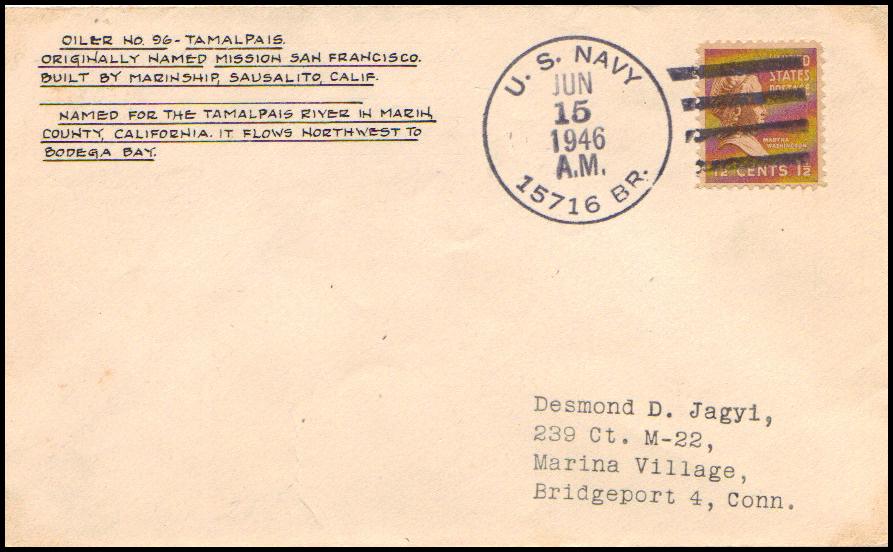 OILER NO. 96- TAMALPAIS.
ORIGINALLY NAMED MISSION SAN FRANCISCO.
BUILT BY MARINSHIP, SAUSALITO, CALIF.
NAMED FOR THE TAMALPAIS RIVER IN MARIN
COUNTY, CALIFORNIA. IT FLOWS NORTHWEST TO
BODEGA BAY.
U. S. NAVY
JUN
15
1946
A.M.
15716 BR.
UNITED
STATES
POSTAGE
MARTHA
WASHINGTON
1½ CENTS 1½
Desmond D. Jagyi,
239 Ct. M-22,
Marina Village,
Bridgeport 4, Conn.